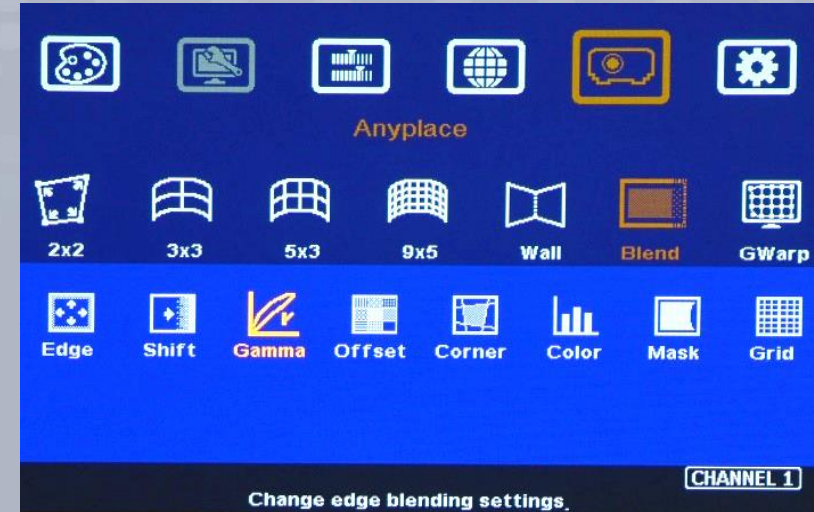 Anyplace
2x2 3x3 5x3 9x5 Wall Blend GWarp
Edge Shift Gamma Offset Corner Color Mask Grid
CHANNEL 1
Change edge blending settings.